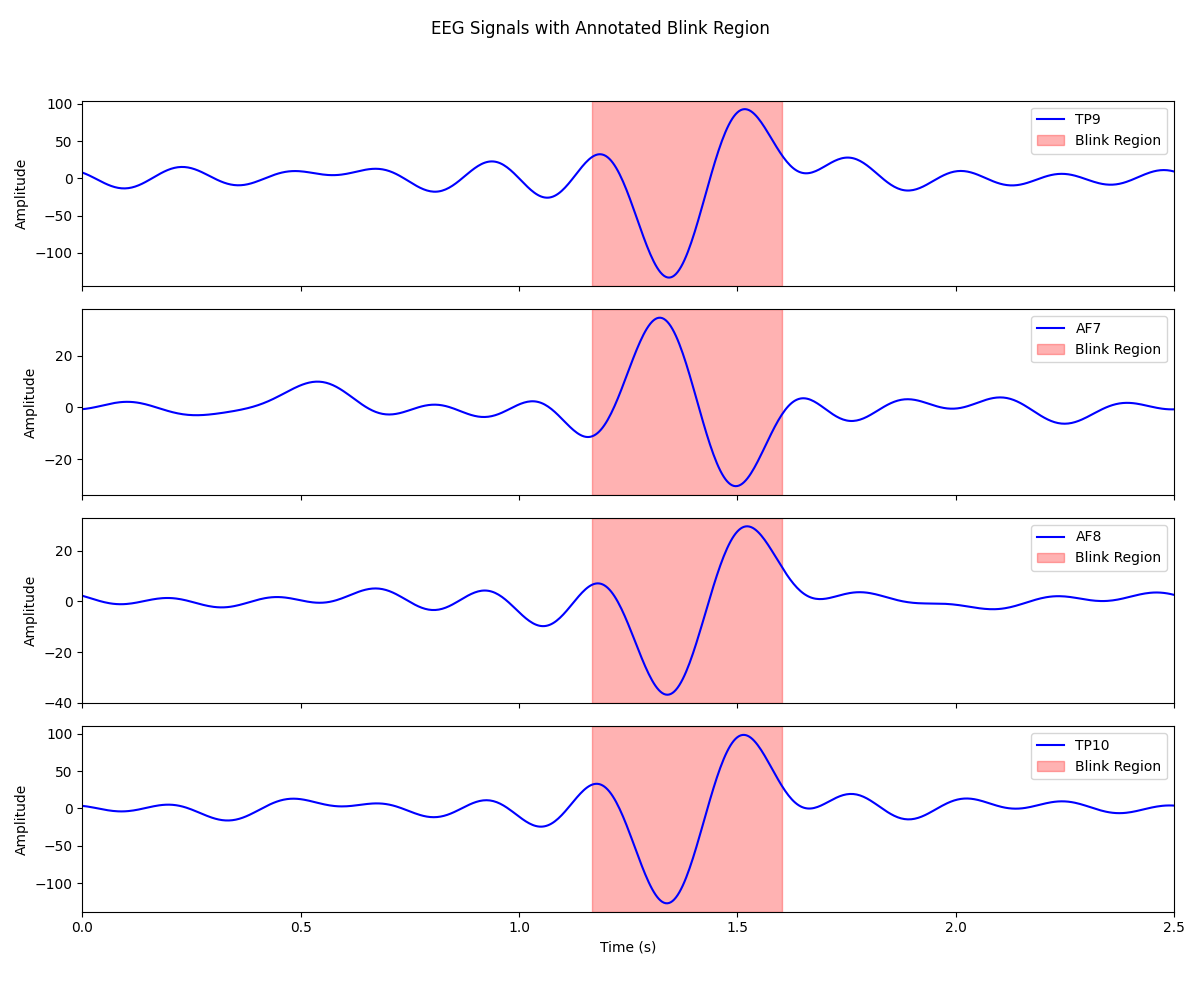 EEG Signals with Annotated Blink Region
100
50
0
−50
−100
Amplitude
TP9
Blink Region
20
0
−20
Amplitude
AF7
Blink Region
20
0
−20
−40
Amplitude
AF8
Blink Region
100
50
0
−50
−100
Amplitude
TP10
Blink Region
0.0 0.5 1.0 1.5 2.0 2.5
Time (s)